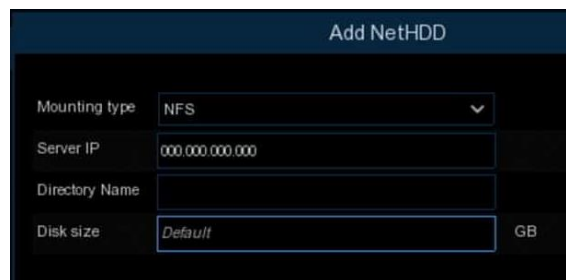 Add NetHDD
Mounting type NFS
Server IP 000.000.000.000
Directory Name
Disk size Default GB